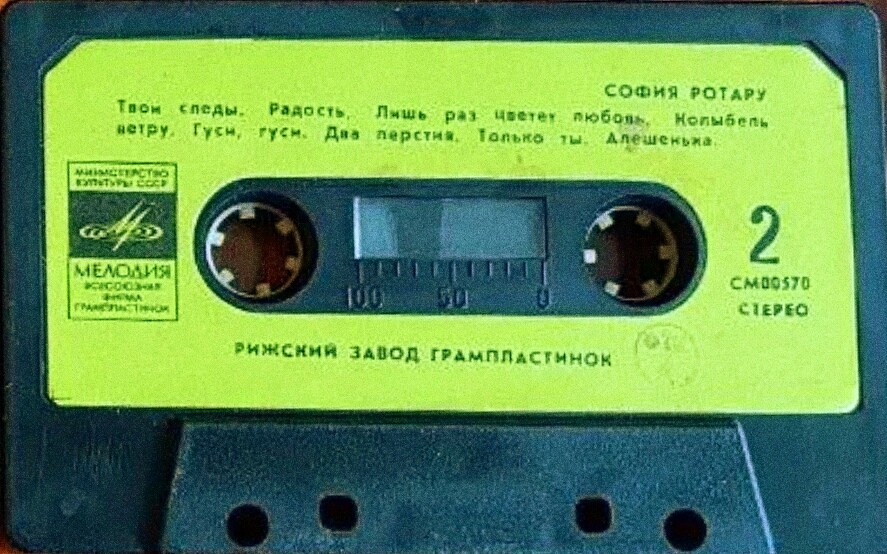 СОФИЯ РОТАРУ
Твои следы. Радость. Лишь раз цветет любовь. Колыбель
ветру. Гуси, гуси. Два перстня. Только ты. Алешенька.
МИНИСТЕРСТВО
КУЛЬТУРЫ СССР
МЕЛОДИЯ
ВСЕСОЮЗНАЯ
ФИРМА
ГРАМПЛАСТИНОК
2
СМ00570
СТЕРЕО
100 50 0
РИЖСКИЙ ЗАВОД ГРАМПЛАСТИНОК